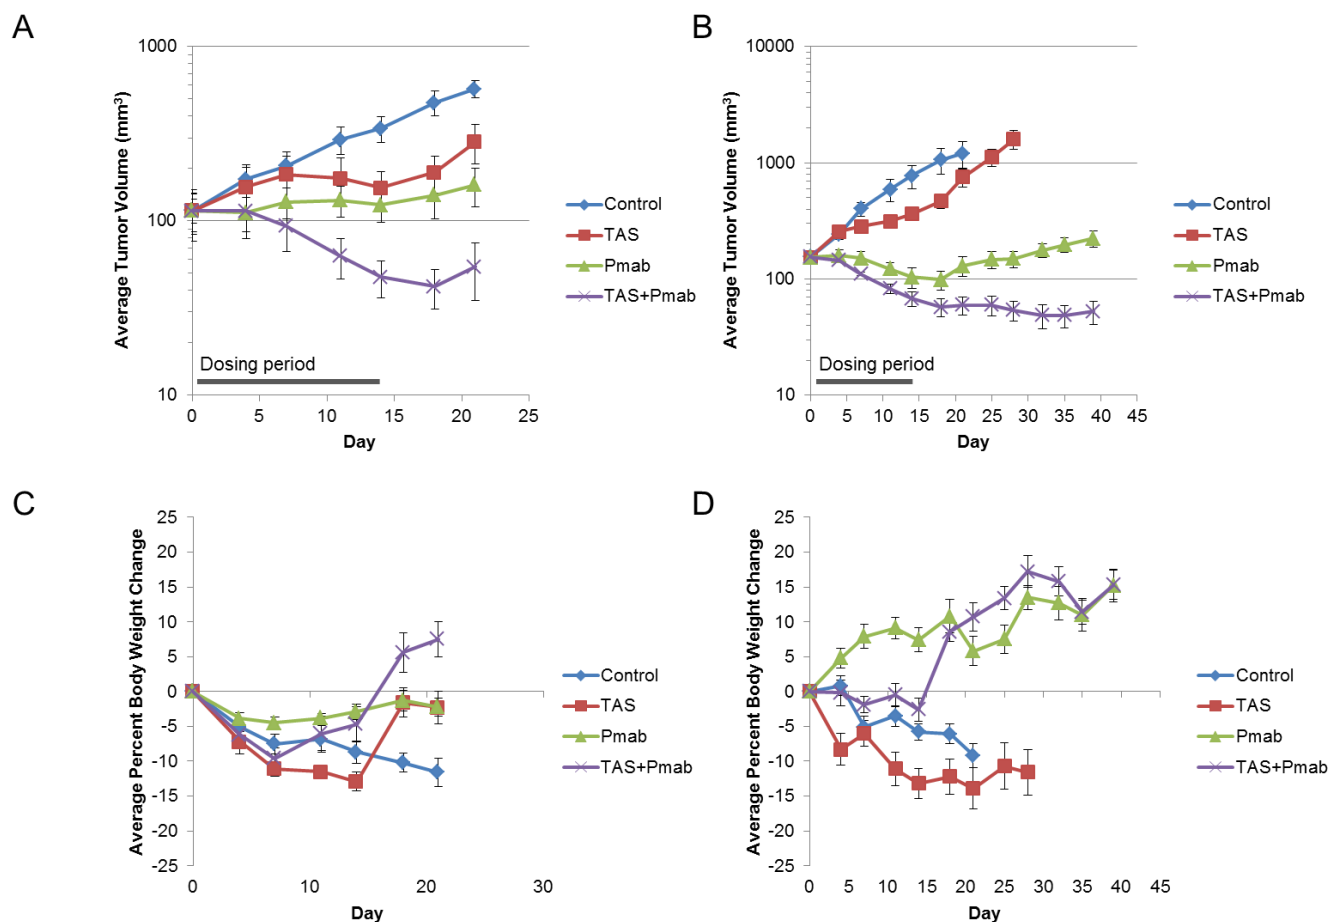 A
Average Tumor Volume (mm³)
1000
100
10
Dosing period
0 5 10 15 20 25
Day
Control
TAS
Pmab
TAS+Pmab
B
Average Tumor Volume (mm³)
10000
1000
100
10
Dosing period
0 5 10 15 20 25 30 35 40 45
Day
Control
TAS
Pmab
TAS+Pmab
C
Average Percent Body Weight Change
25
20
15
10
5
0
-5
-10
-15
-20
-25
0 10 20 30
Day
Control
TAS
Pmab
TAS+Pmab
D
Average Percent Body Weight Change
25
20
15
10
5
0
-5
-10
-15
-20
-25
0 5 10 15 20 25 30 35 40 45
Day
Control
TAS
Pmab
TAS+Pmab